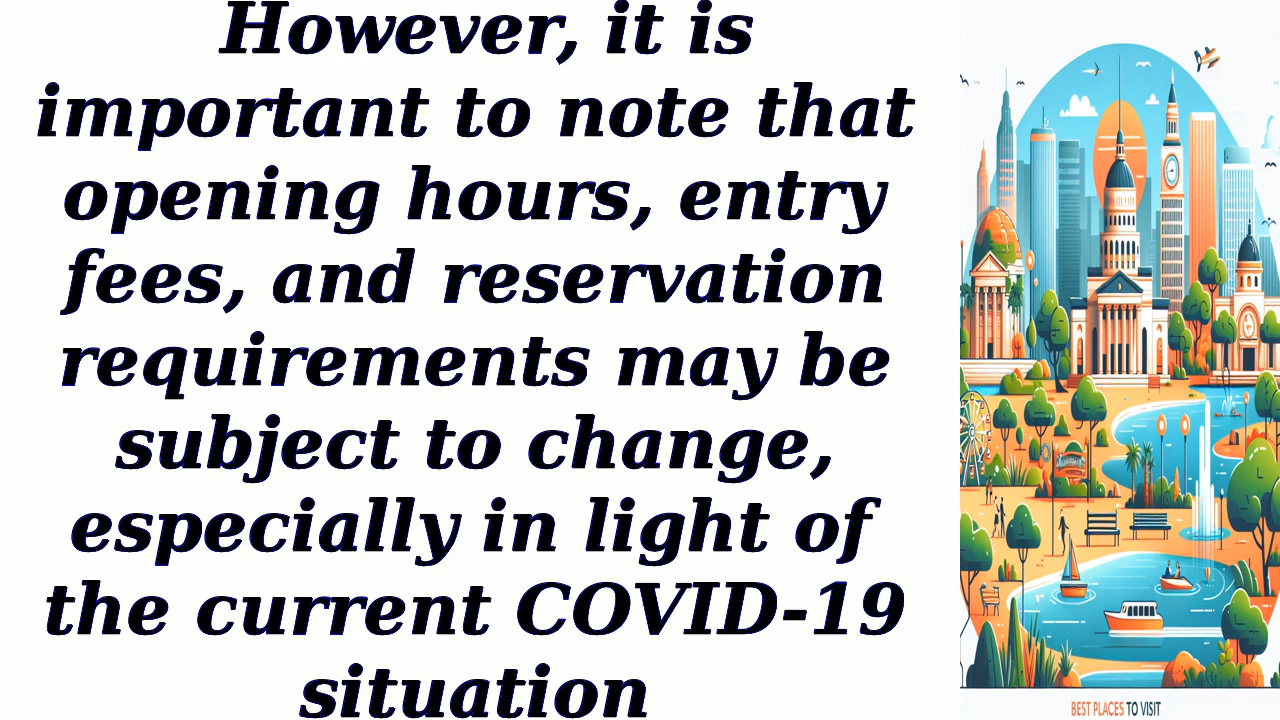 However, it is
important to note that
opening hours, entry
fees, and reservation
requirements may be
subject to change,
especially in light of
the current COVID-19
situation
BEST PLACES TO VISIT